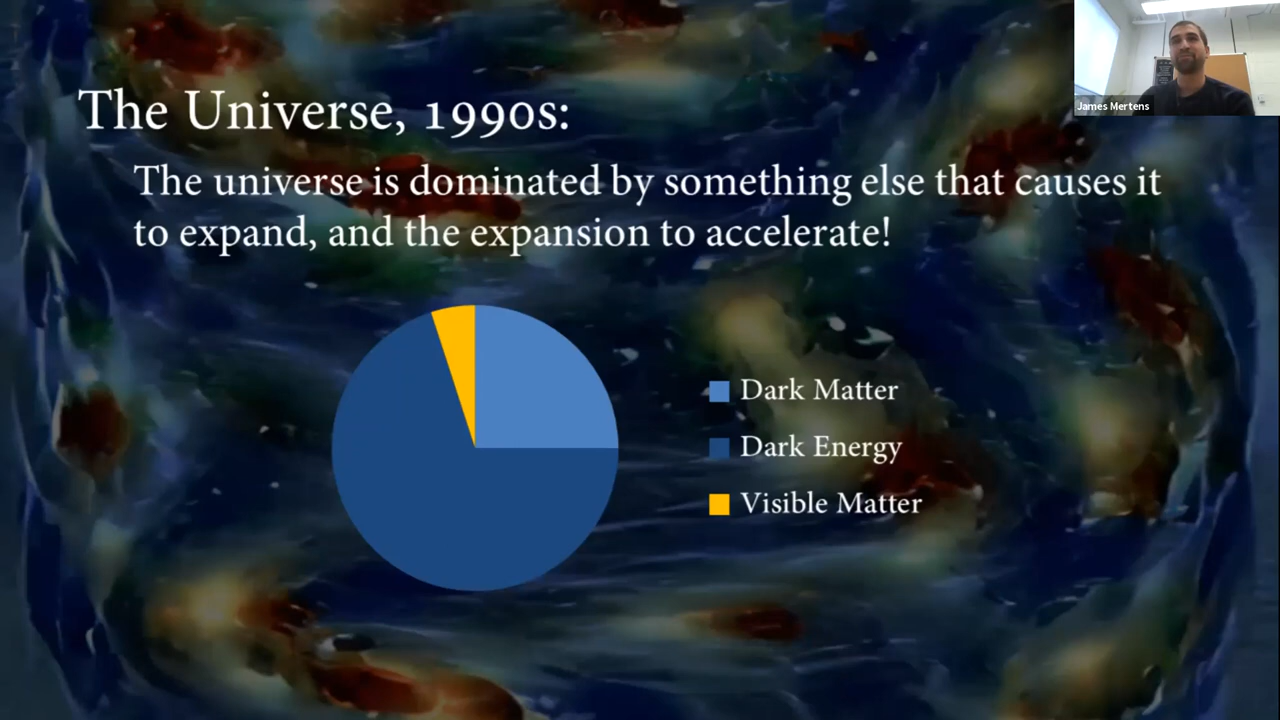 James Mertens
The Universe, 1990s:
The universe is dominated by something else that causes it
to expand, and the expansion to accelerate!
Dark Matter
Dark Energy
Visible Matter